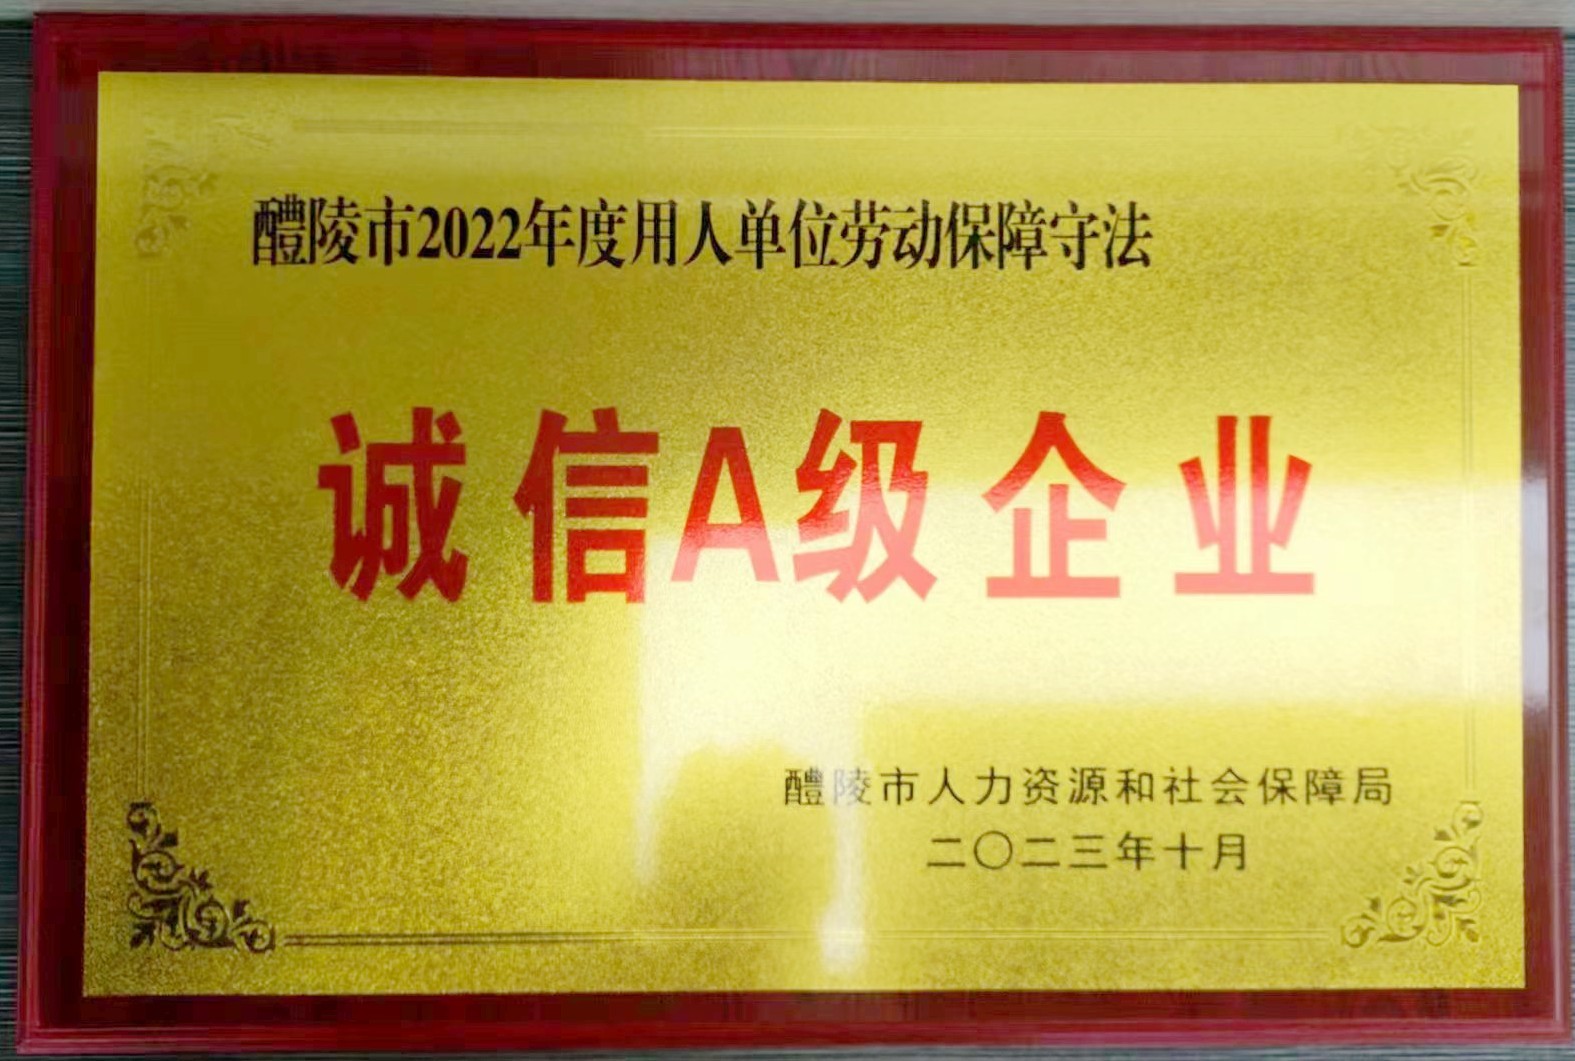 醴陵市2022年度用人单位劳动保障守法
诚信A级企业
醴陵市人力资源和社会保障局
二〇二三年十月